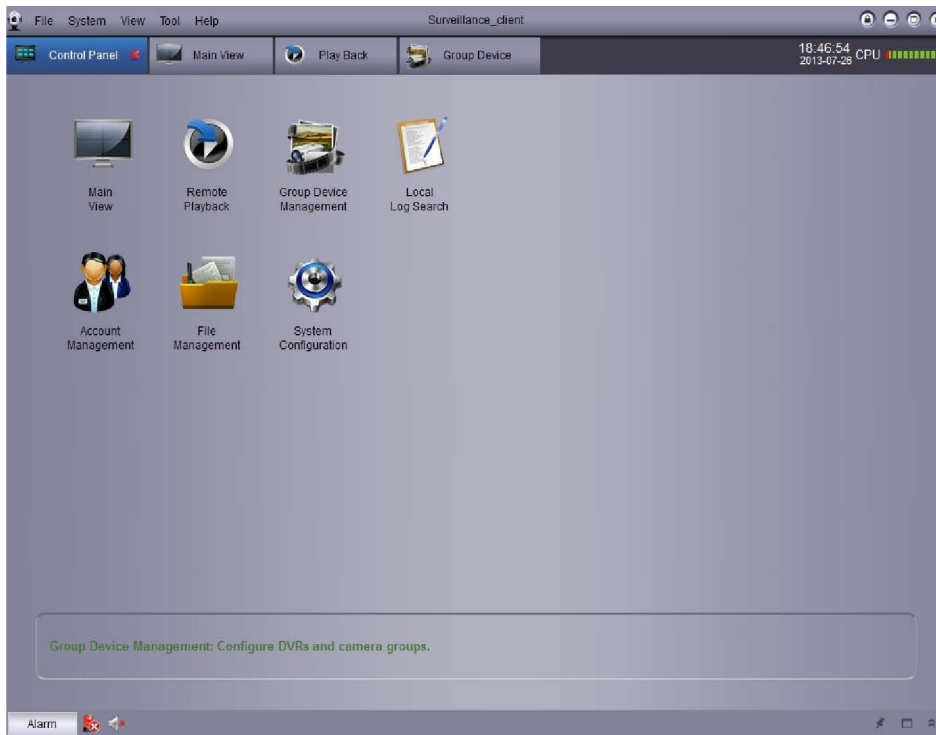 File System View Tool Help Surveillance_client
Control Panel Main View Play Back Group Device 18:46:54 CPU
2013-07-28
Main Remote Group Device Local
View Playback Management Log Search
Account File System
Management Management Configuration
Group Device Management: Configure DVRs and camera groups.
Alarm